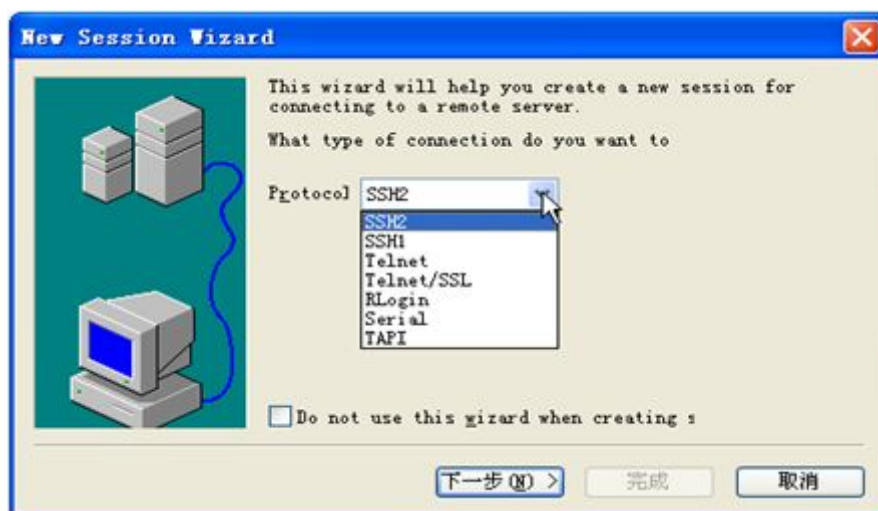 New Session Wizard
This wizard will help you create a new session for
connecting to a remote server.
What type of connection do you want to
Protocol SSH2
SSH2
SSH1
Telnet
Telnet/SSL
RLogin
Serial
TAPI
Do not use this wizard when creating s
下一步(N) > 完成 取消